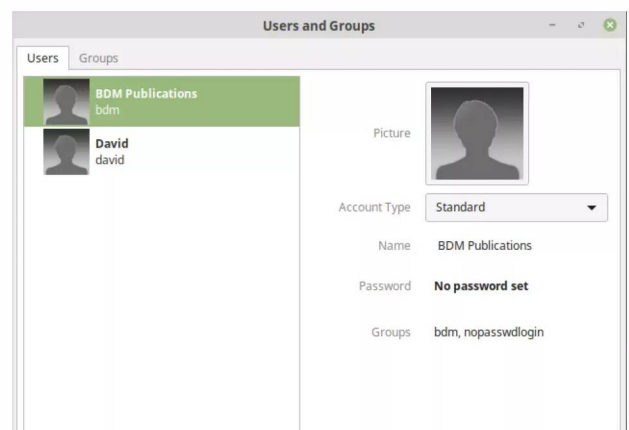 Users and Groups
Users Groups
BDM Publications
bdm
David
david
Picture
Account Type Standard
Name BDM Publications
Password No password set
Groups bdm, nopasswdlogin